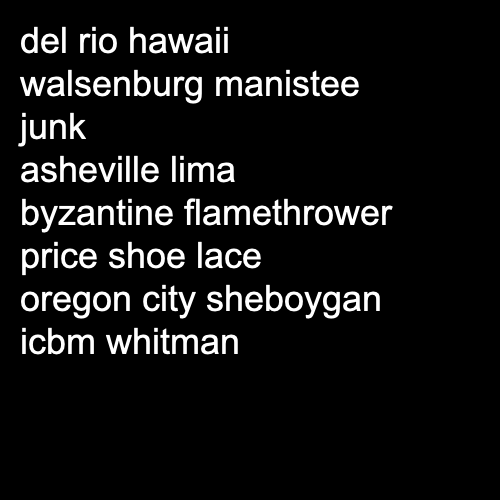 del rio hawaii
walsenburg manistee
junk
asheville lima
byzantine flamethrower
price shoe lace
oregon city sheboygan
icbm whitman